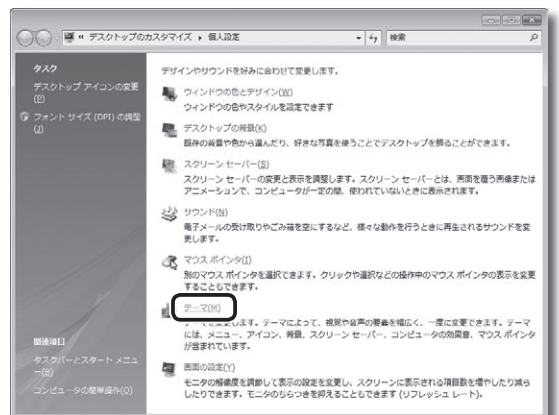 « デスクトップのカスタマイズ ▸ 個人設定
検索
タスク
デスクトップ アイコンの変更
(P)
フォント サイズ (DPI) の調整
(J)
関連項目
タスクバーとスタート メニュ
ー(R)
コンピュータの簡単操作(O)
デザインやサウンドを好みに合わせて変更します。
ウィンドウの色とデザイン(W)
ウィンドウの色やスタイルを設定できます
デスクトップの背景(K)
既存の背景や色から選んだり、好きな写真を使うことでデスクトップを飾ることができます。
スクリーン セーバー(S)
スクリーン セーバーの変更と表示を調整します。スクリーン セーバーとは、画面を覆う画像または
アニメーションで、コンピュータが一定の間、使われていないときに表示されます。
サウンド(N)
電子メールの受け取りやごみ箱を空にするなど、様々な動作を行うときに再生されるサウンドを変
更します。
マウス ポインタ(I)
別のマウス ポインタを選択できます。クリックや選択などの操作中のマウス ポインタの表示を変更
することもできます。
テーマ(M)
テーマを変更します。テーマによって、視覚や音声の要素を幅広く、一度に変更できます。テーマ
には、メニュー、アイコン、背景、スクリーン セーバー、コンピュータの効果音、マウス ポインタ
が含まれています。
画面の設定(Y)
モニタの解像度を調節して表示の設定を変更し、スクリーンに表示される項目数を増やしたり減ら
したりできます。モニタのちらつきを抑えることもできます (リフレッシュ レート)。